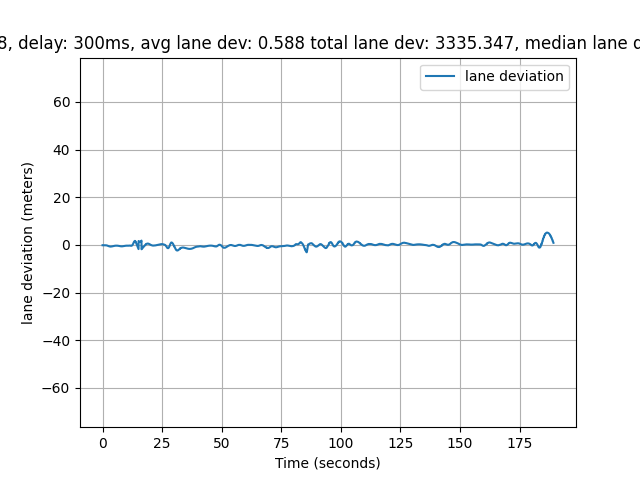 8, delay: 300ms, avg lane dev: 0.588 total lane dev: 3335.347, median lane d
lane deviation
60
40
20
0
−20
−40
−60
lane deviation (meters)
0 25 50 75 100 125 150 175
Time (seconds)